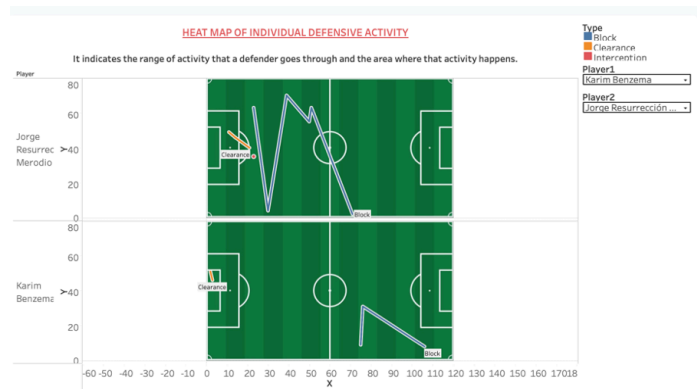 HEAT MAP OF INDIVIDUAL DEFENSIVE ACTIVITY
It indicates the range of activity that a defender goes through and the area where that activity happens.
Type
Block
Clearance
Interception
Player1
Karim Benzema
Player2
Jorge Resurrección ...
Player
Jorge
Resurrec
Merodio
Y
80
60
40
20
0
Clearance
Block
Karim
Benzema
Y
80
60
40
20
0
Clearance
Block
-60 -50 -40 -30 -20 -10 0 10 20 30 40 50 60 70 80 90 100 110 120 130 140 150 160 17018
X